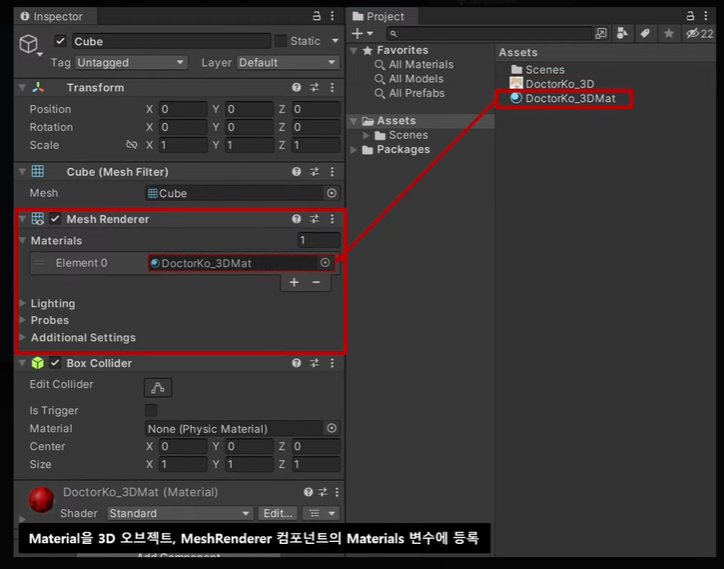 Inspector
Cube
Static
Tag Untagged Layer Default
Transform
Position X 0 Y 0 Z 0
Rotation X 0 Y 0 Z 0
Scale X 1 Y 1 Z 1
Cube (Mesh Filter)
Mesh Cube
Mesh Renderer
Materials 1
Element 0 DoctorKo_3DMat
+ −
Lighting
Probes
Additional Settings
Box Collider
Edit Collider
Is Trigger
Material None (Physic Material)
Center X 0 Y 0 Z 0
Size X 1 Y 1 Z 1
DoctorKo_3DMat (Material)
Shader Standard Edit...
Material을 3D 오브젝트, MeshRenderer 컴포넌트의 Materials 변수에 등록
Add Component
Project
22
Favorites
All Materials
All Models
All Prefabs
Assets
Scenes
Packages
Assets
Scenes
DoctorKo_3D
DoctorKo_3DMat